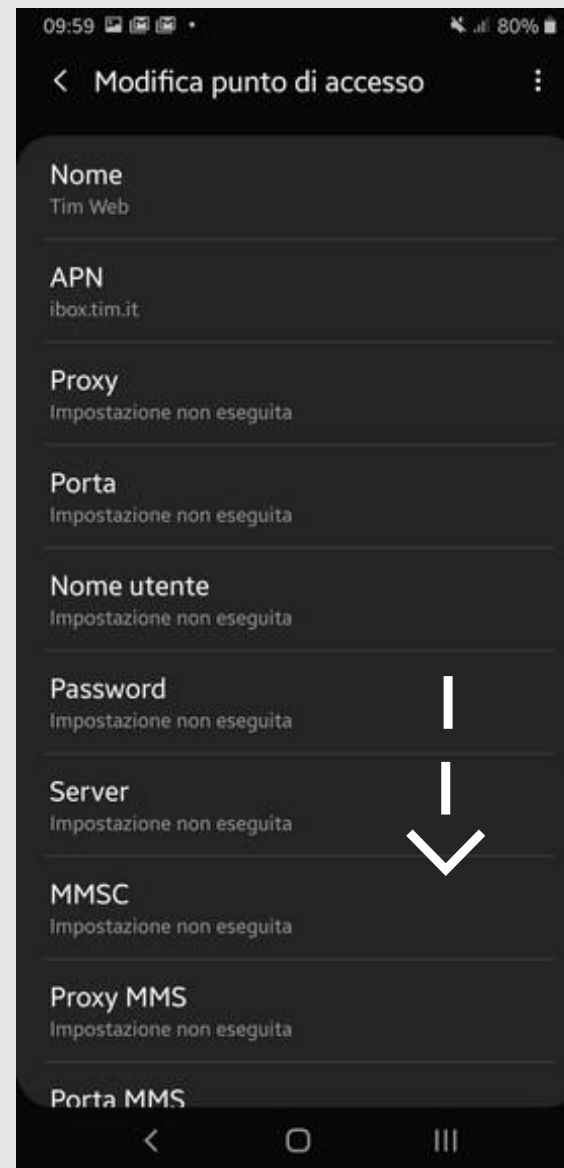 09:59
80%
Modifica punto di accesso
Nome
Tim Web
APN
ibox.tim.it
Proxy
Impostazione non eseguita
Porta
Impostazione non eseguita
Nome utente
Impostazione non eseguita
Password
Impostazione non eseguita
Server
Impostazione non eseguita
MMSC
Impostazione non eseguita
Proxy MMS
Impostazione non eseguita
Porta MMS